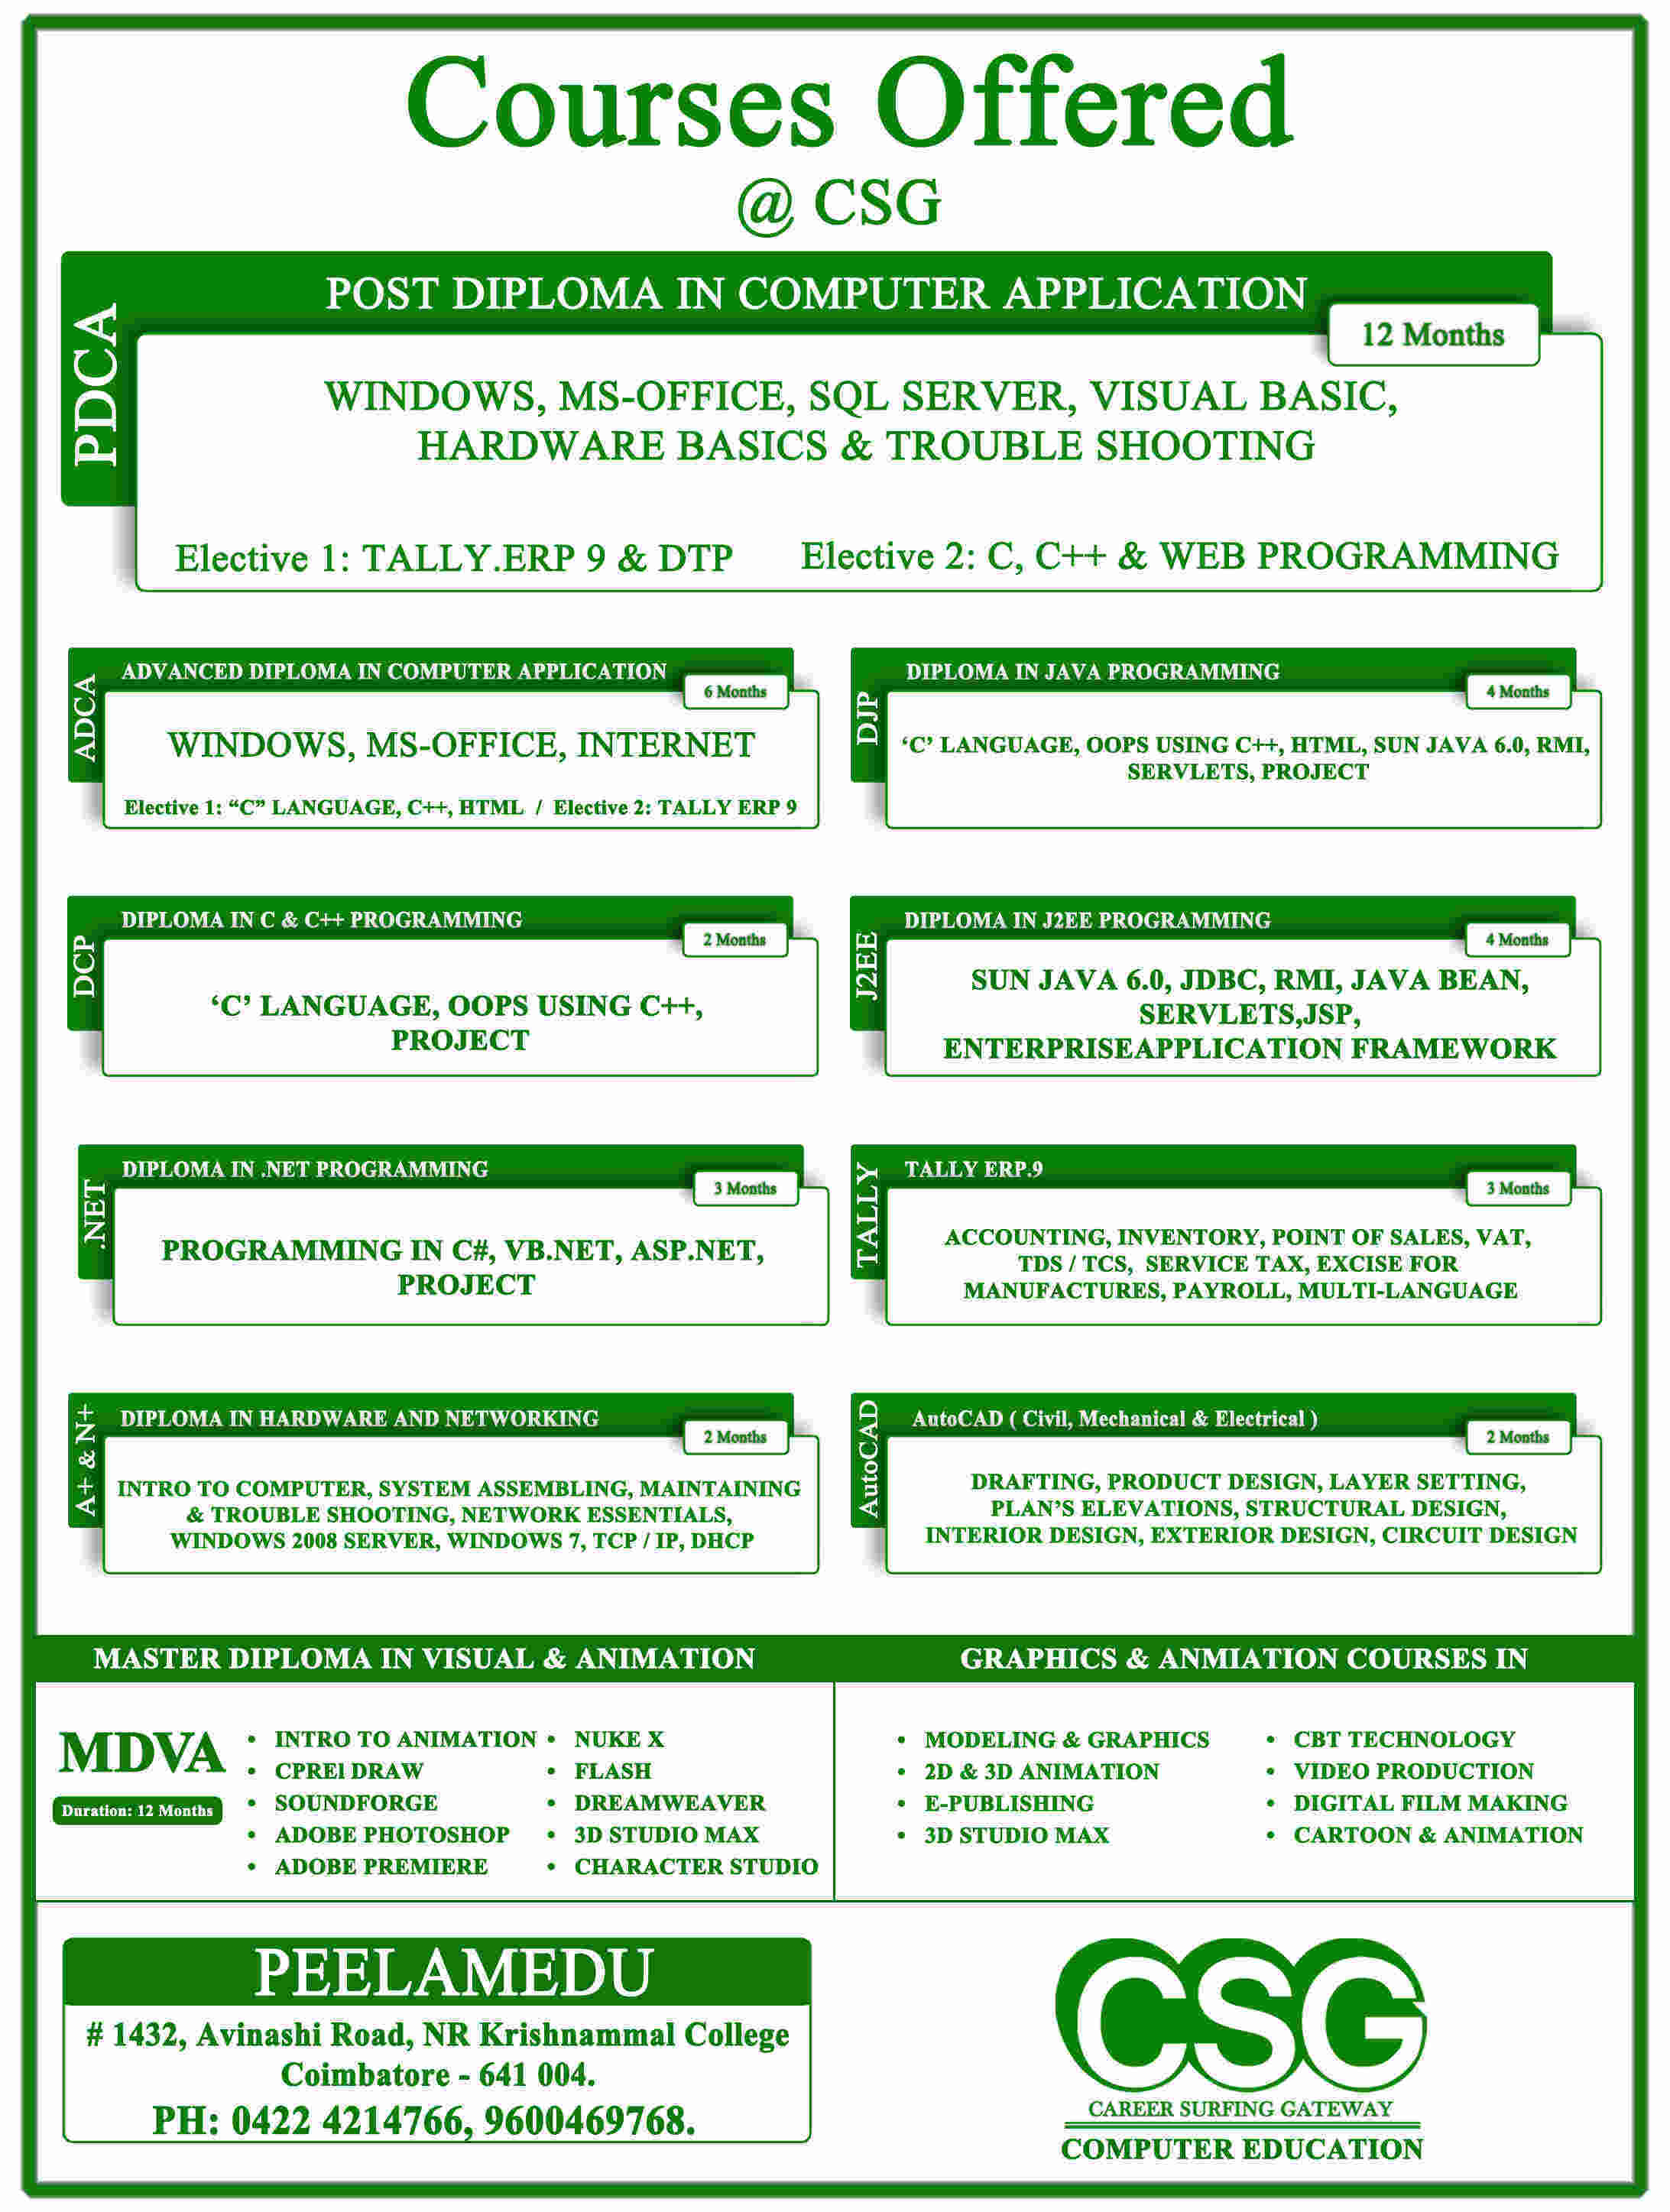 Courses Offered
@ CSG
PDCA
POST DIPLOMA IN COMPUTER APPLICATION
12 Months
WINDOWS, MS-OFFICE, SQL SERVER, VISUAL BASIC,
HARDWARE BASICS & TROUBLE SHOOTING
Elective 1: TALLY.ERP 9 & DTP
Elective 2: C, C++ & WEB PROGRAMMING
ADCA
ADVANCED DIPLOMA IN COMPUTER APPLICATION
6 Months
WINDOWS, MS-OFFICE, INTERNET
Elective 1: “C” LANGUAGE, C++, HTML / Elective 2: TALLY ERP 9
DJP
DIPLOMA IN JAVA PROGRAMMING
4 Months
‘C’ LANGUAGE, OOPS USING C++, HTML, SUN JAVA 6.0, RMI,
SERVLETS, PROJECT
DCP
DIPLOMA IN C & C++ PROGRAMMING
2 Months
‘C’ LANGUAGE, OOPS USING C++,
PROJECT
J2EE
DIPLOMA IN J2EE PROGRAMMING
4 Months
SUN JAVA 6.0, JDBC, RMI, JAVA BEAN,
SERVLETS,JSP,
ENTERPRISEAPPLICATION FRAMEWORK
.NET
DIPLOMA IN .NET PROGRAMMING
3 Months
PROGRAMMING IN C#, VB.NET, ASP.NET,
PROJECT
TALLY
TALLY ERP.9
3 Months
ACCOUNTING, INVENTORY, POINT OF SALES, VAT,
TDS / TCS, SERVICE TAX, EXCISE FOR
MANUFACTURES, PAYROLL, MULTI-LANGUAGE
A+ & N+
DIPLOMA IN HARDWARE AND NETWORKING
2 Months
INTRO TO COMPUTER, SYSTEM ASSEMBLING, MAINTAINING
& TROUBLE SHOOTING, NETWORK ESSENTIALS,
WINDOWS 2008 SERVER, WINDOWS 7, TCP / IP, DHCP
AutoCAD
AutoCAD ( Civil, Mechanical & Electrical )
2 Months
DRAFTING, PRODUCT DESIGN, LAYER SETTING,
PLAN’S ELEVATIONS, STRUCTURAL DESIGN,
INTERIOR DESIGN, EXTERIOR DESIGN, CIRCUIT DESIGN
MASTER DIPLOMA IN VISUAL & ANIMATION
MDVA
Duration: 12 Months
• INTRO TO ANIMATION
• CPREl DRAW
• SOUNDFORGE
• ADOBE PHOTOSHOP
• ADOBE PREMIERE
• NUKE X
• FLASH
• DREAMWEAVER
• 3D STUDIO MAX
• CHARACTER STUDIO
GRAPHICS & ANMIATION COURSES IN
• MODELING & GRAPHICS
• 2D & 3D ANIMATION
• E-PUBLISHING
• 3D STUDIO MAX
• CBT TECHNOLOGY
• VIDEO PRODUCTION
• DIGITAL FILM MAKING
• CARTOON & ANIMATION
PEELAMEDU
# 1432, Avinashi Road, NR Krishnammal College
Coimbatore - 641 004.
PH: 0422 4214766, 9600469768.
CSG
CAREER SURFING GATEWAY
COMPUTER EDUCATION